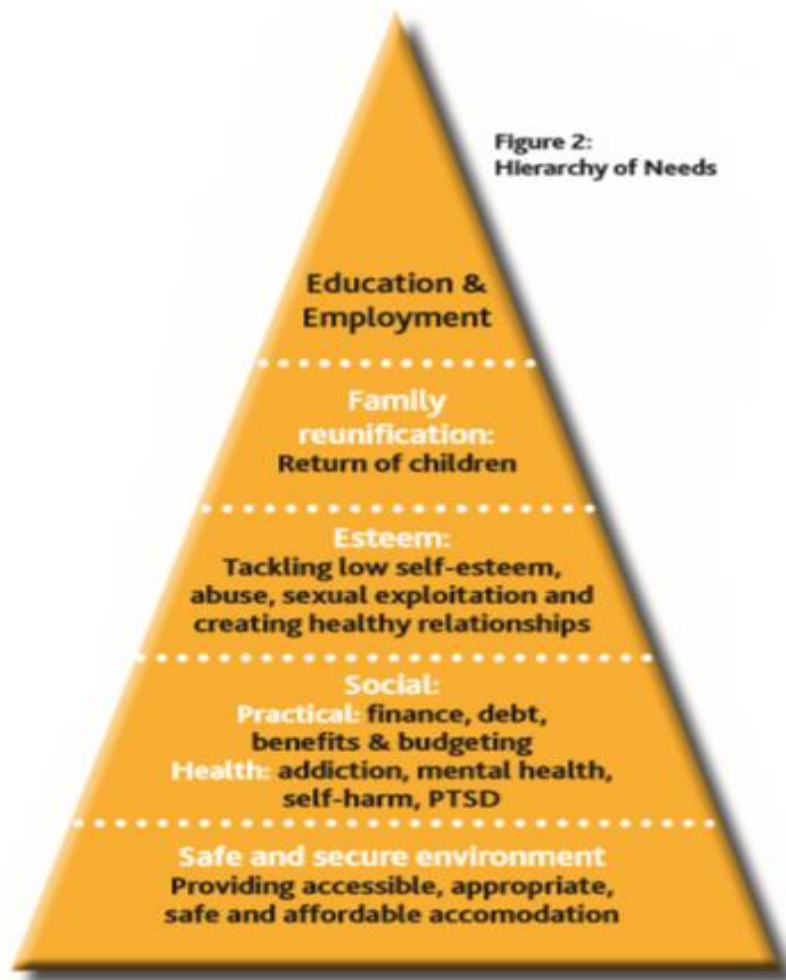 Figure 2:
Hierarchy of Needs
Education &
Employment
Family
reunification:
Return of children
Esteem:
Tackling low self-esteem,
abuse, sexual exploitation and
creating healthy relationships
Social:
Practical: finance, debt,
benefits & budgeting
Health: addiction, mental health,
self-harm, PTSD
Safe and secure environment
Providing accessible, appropriate,
safe and affordable accomodation